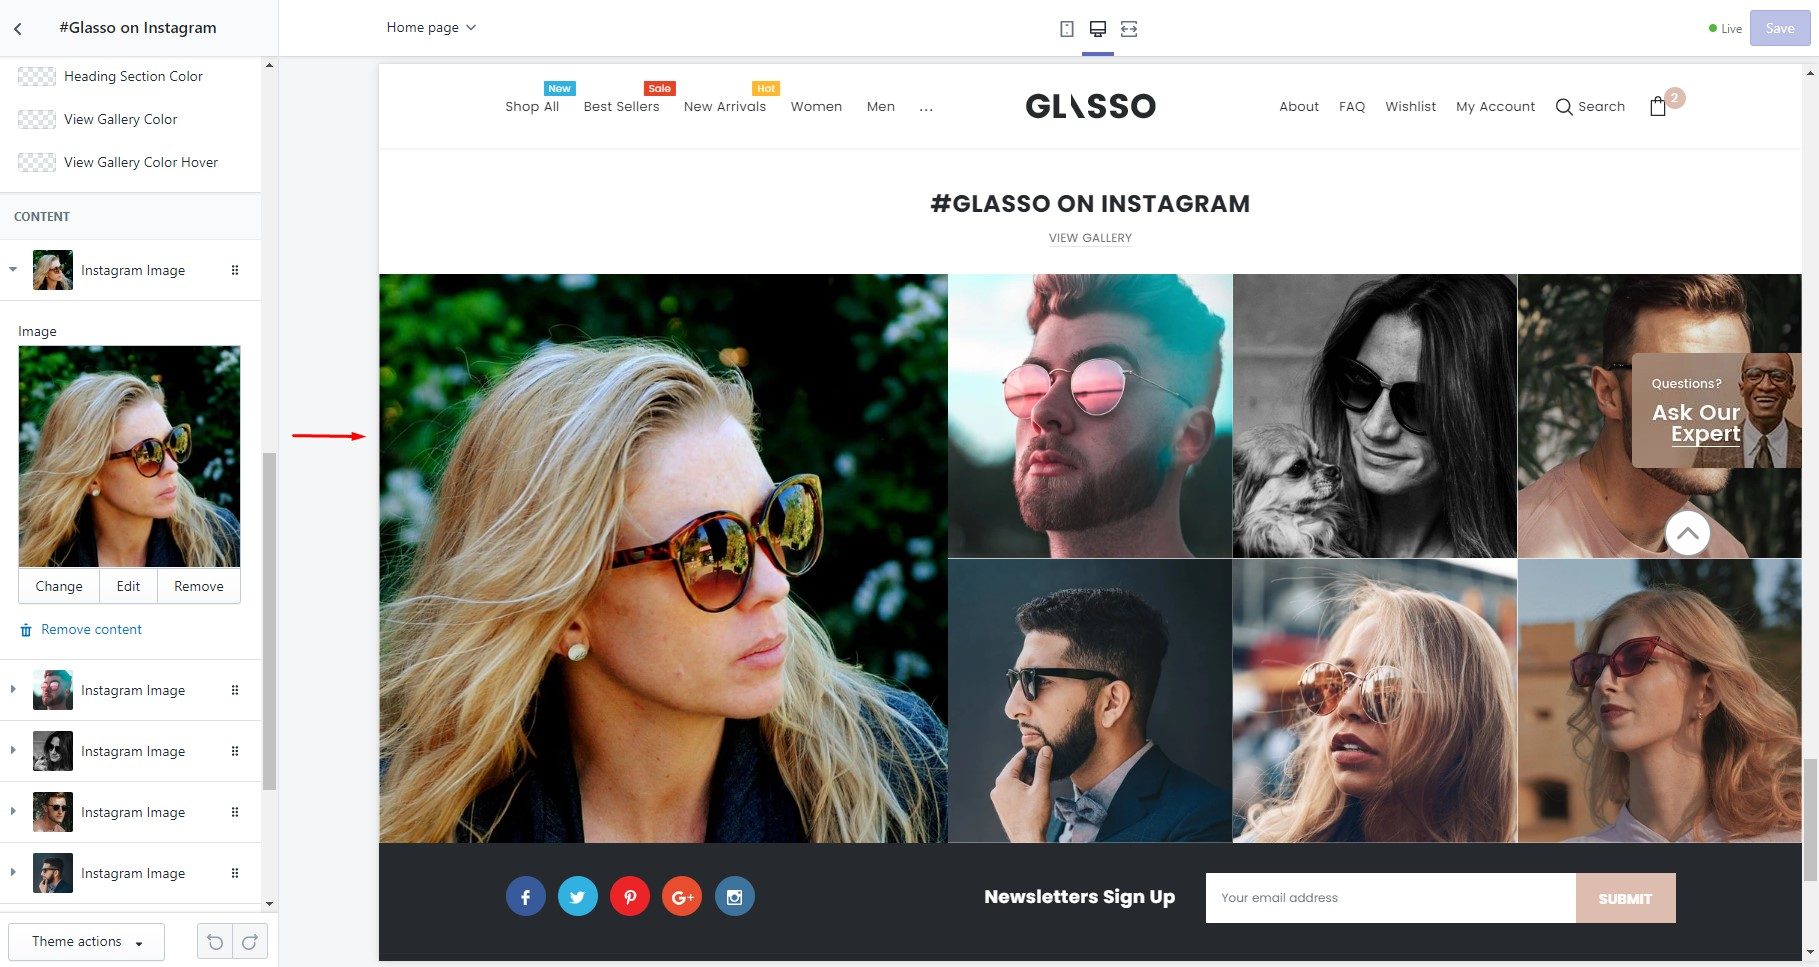 #Glasso on Instagram
Home page
Live
Save
Heading Section Color
View Gallery Color
View Gallery Color Hover
CONTENT
Instagram Image
Image
Change Edit Remove
Remove content
Instagram Image
Instagram Image
Instagram Image
Instagram Image
Theme actions
New Sale Hot
Shop All Best Sellers New Arrivals Women Men ...
GLASSO
About FAQ Wishlist My Account Search 2
#GLASSO ON INSTAGRAM
VIEW GALLERY
Questions?
Ask Our
Expert
f G+
Newsletters Sign Up
Your email address
SUBMIT